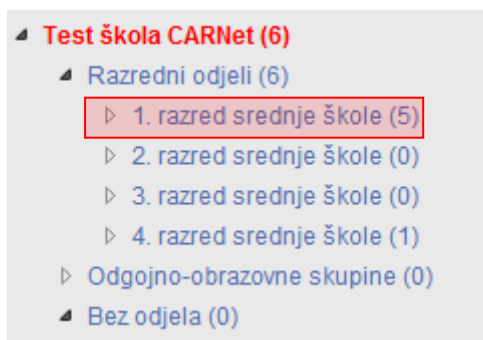 Test škola CARNet (6)
Razredni odjeli (6)
1. razred srednje škole (5)
2. razred srednje škole (0)
3. razred srednje škole (0)
4. razred srednje škole (1)
Odgojno-obrazovne skupine (0)
Bez odjela (0)